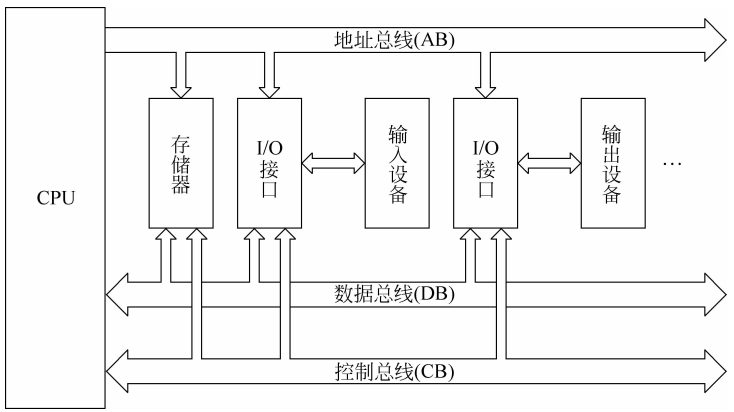 地址总线(AB)
CPU
存储器
I/O
接口
输入设备
I/O
接口
输出设备
…
数据总线(DB)
控制总线(CB)